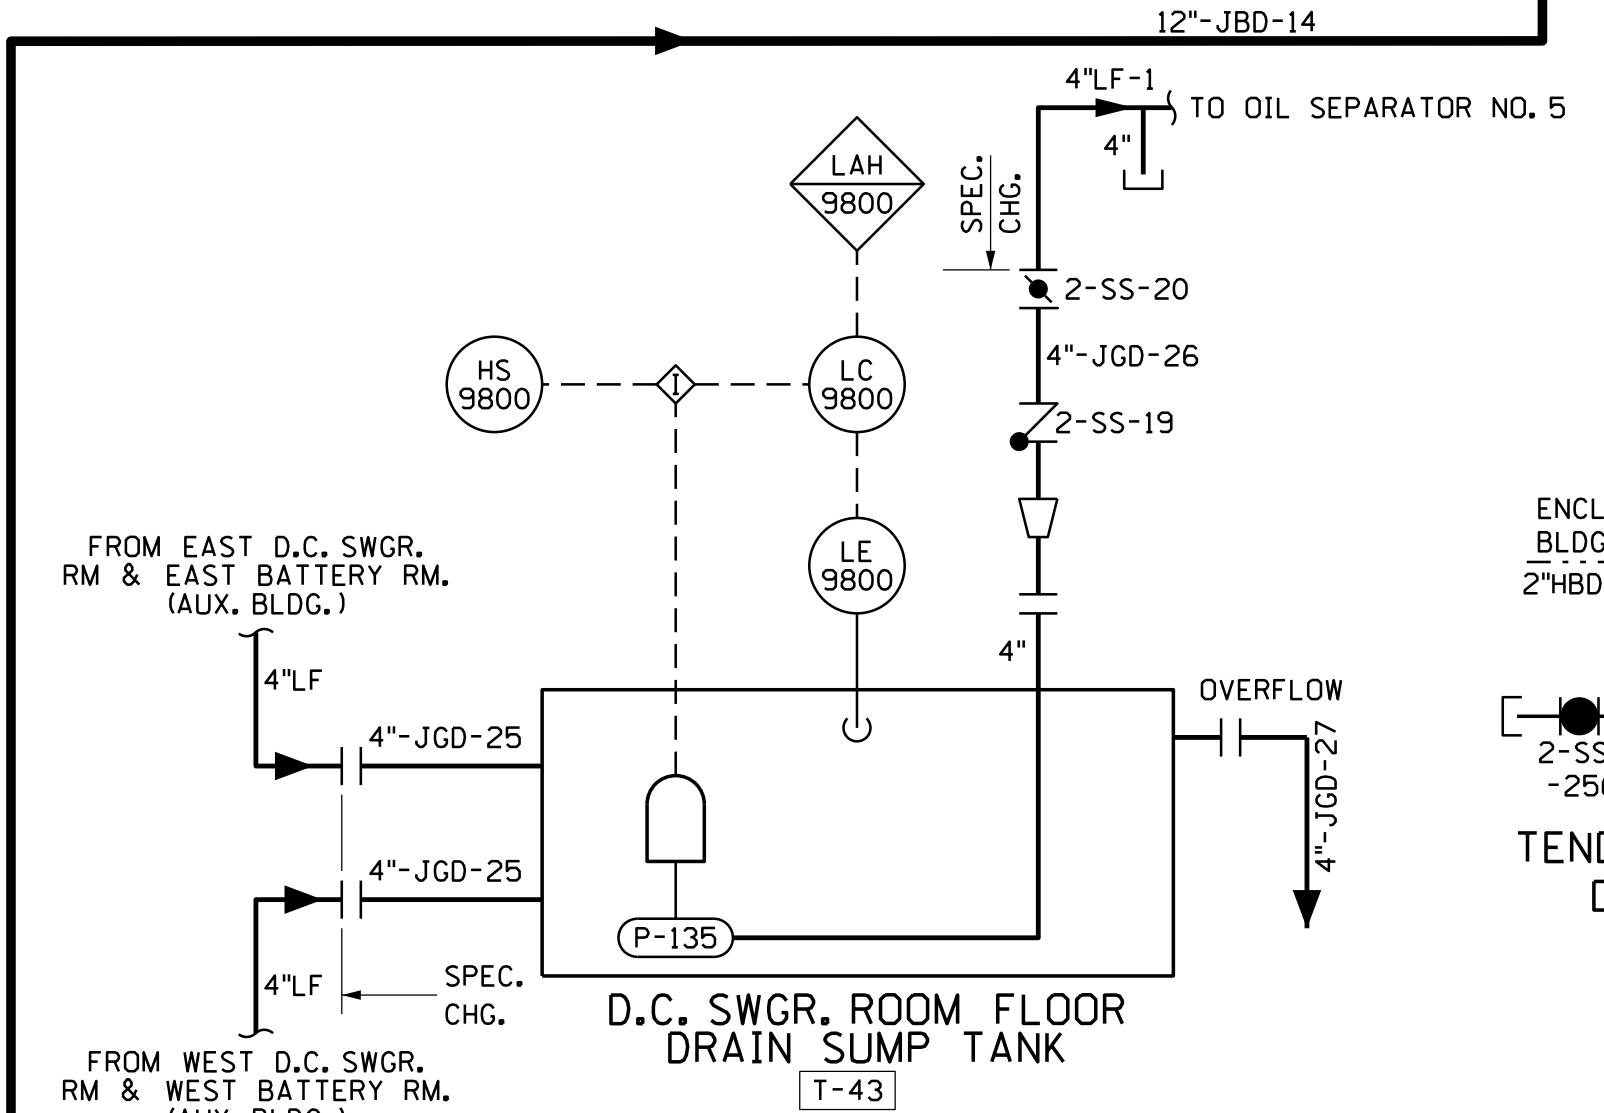 12"-JBD-14
4"LF-1
TO OIL SEPARATOR NO. 5
4"
LAH
9800
SPEC.
CHG.
2-SS-20
4"-JGD-26
HS
9800
I
LC
9800
2-SS-19
ENCL
BLDG
2"HBD
LE
9800
FROM EAST D.C. SWGR.
RM & EAST BATTERY RM.
(AUX. BLDG.)
4"LF
4"
OVERFLOW
4"-JGD-25
4"-JGD-27
2-SS
4"-JGD-25
P-135
4"LF
SPEC.
CHG.
D.C. SWGR. ROOM FLOOR
DRAIN SUMP TANK
T-43
FROM WEST D.C. SWGR.
RM & WEST BATTERY RM.
(AUX. BLDG.)